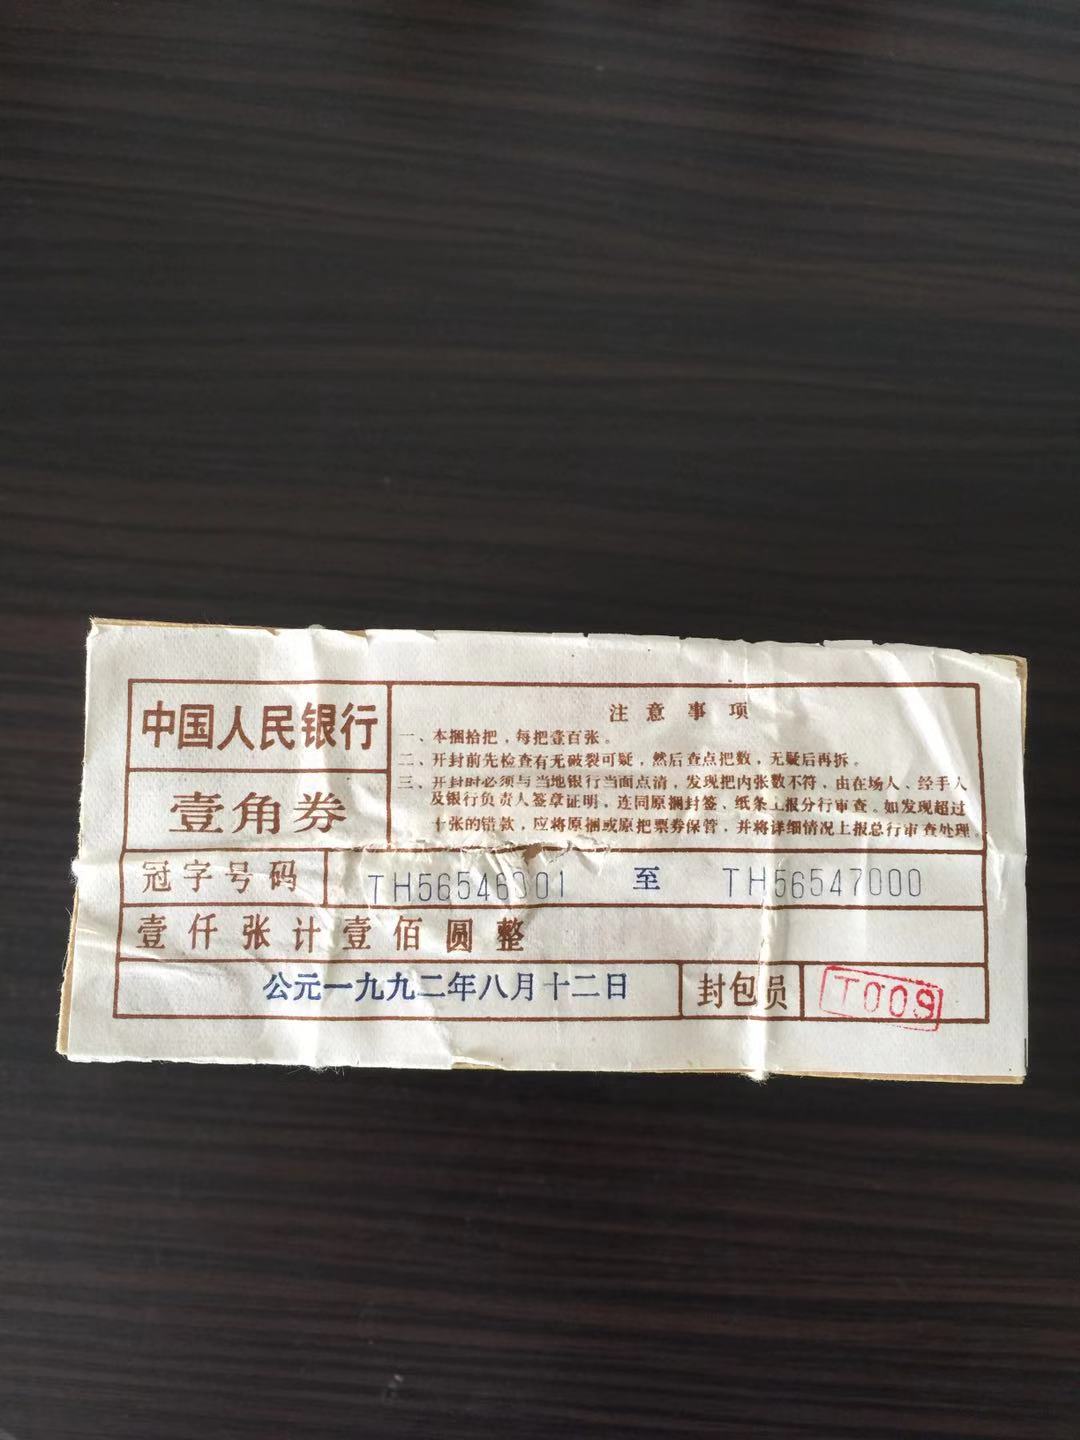 中国人民银行
壹角券
注意事项
一、本捆拾把，每把壹百张。
二、开封前先检查有无破裂可疑，然后查点把数，无疑后再拆。
三、开封时必须与当地银行当面点清，发现把内张数不符，由在场人、经手人
及银行负责人签章证明，连同原捆封签、纸条上报分行审查。如发现超过
十张的错款，应将原捆或原把票券保管，并将详细情况上报总行审查处理。
冠字号码 TH56546001 至 TH56547000
壹仟张计壹佰圆整
公元一九九二年八月十二日 封包员 T009